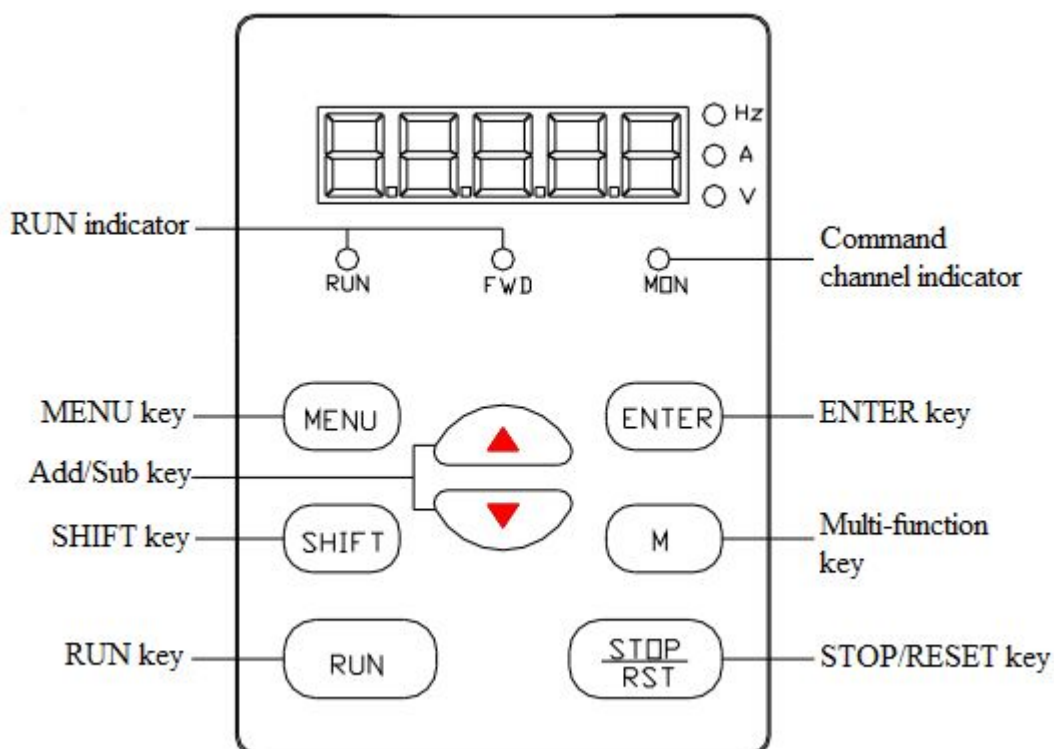 Hz
A
V
RUN indicator
RUN
FWD
MON
Command
channel indicator
MENU key
MENU
ENTER
ENTER key
Add/Sub key
SHIFT key
SHIFT
M
Multi-function
key
RUN key
RUN
STOP
RST
STOP/RESET key